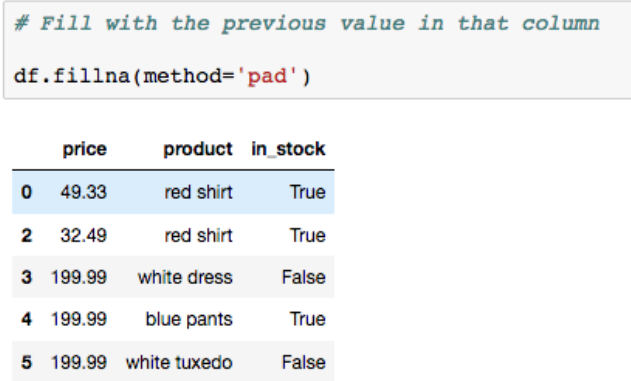 # Fill with the previous value in that column
df.fillna(method='pad')
price product in_stock
0 49.33 red shirt True
2 32.49 red shirt True
3 199.99 white dress False
4 199.99 blue pants True
5 199.99 white tuxedo False